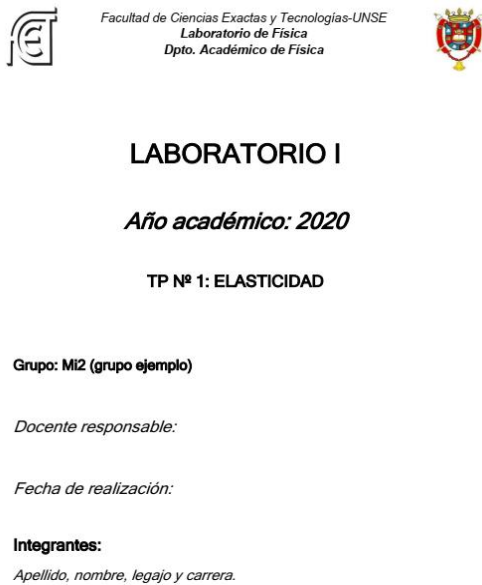 Facultad de Ciencias Exactas y Tecnologías-UNSE
Laboratorio de Física
Dpto. Académico de Física
LABORATORIO I
Año académico: 2020
TP Nº 1: ELASTICIDAD
Grupo: Mi2 (grupo ejemplo)
Docente responsable:
Fecha de realización:
Integrantes:
Apellido, nombre, legajo y carrera.